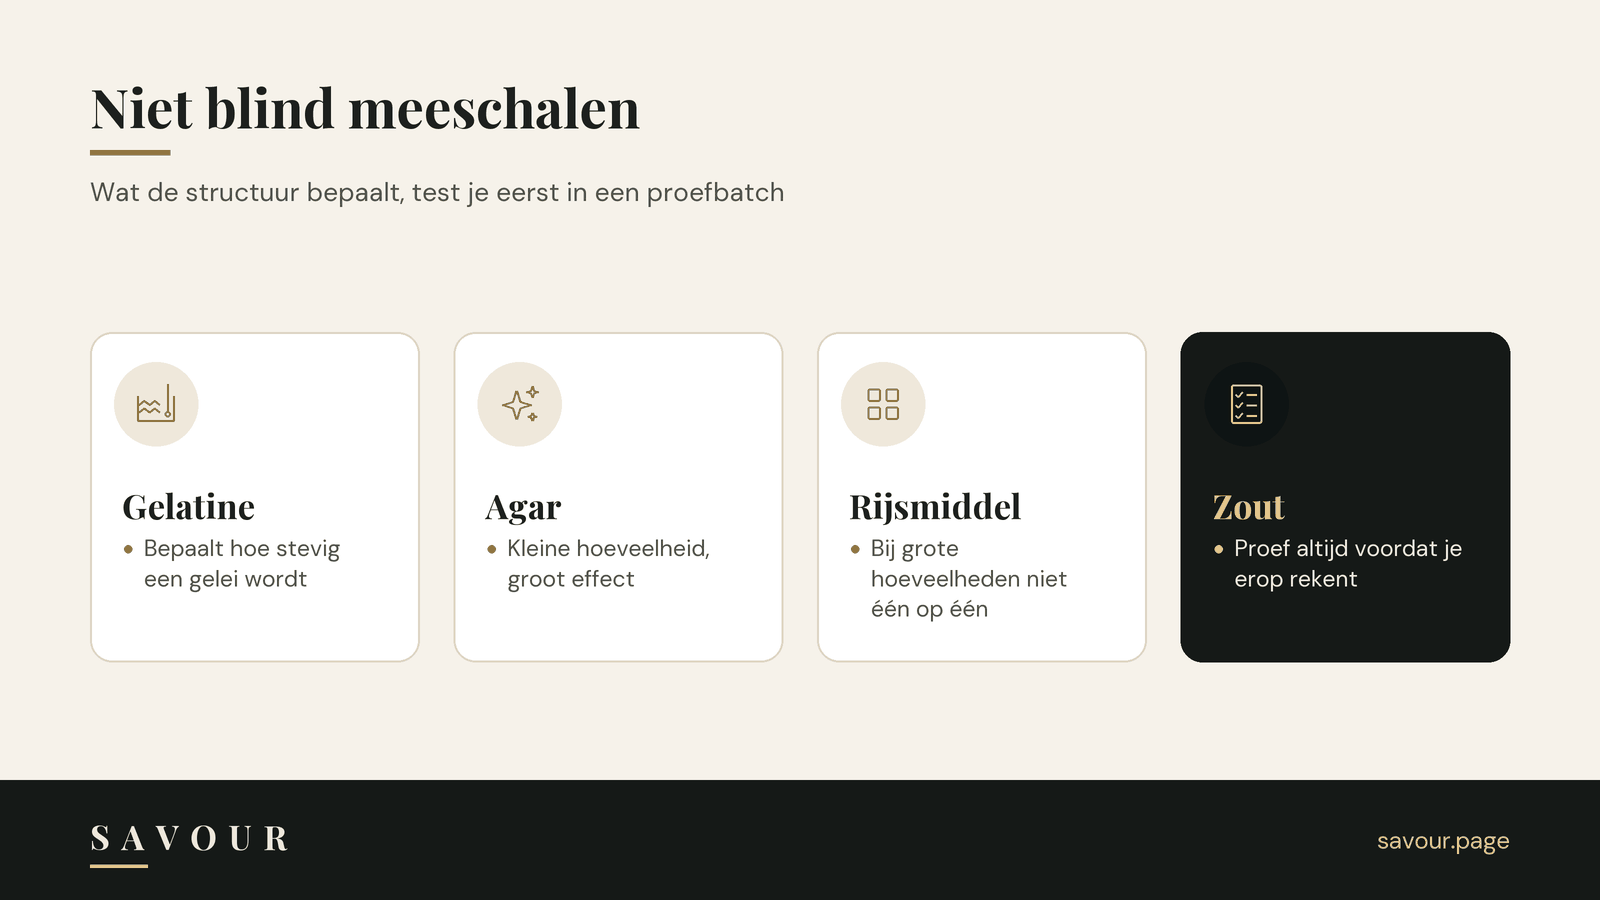 Niet blind meeschalen
Wat de structuur bepaalt, test je eerst in een proefbatch
Gelatine
• Bepaalt hoe stevig
een gelei wordt
Agar
• Kleine hoeveelheid,
groot effect
Rijsmiddel
• Bij grote
hoeveelheden niet
één op één
Zout
• Proef altijd voordat je
erop rekent
SAVOUR
savour.page